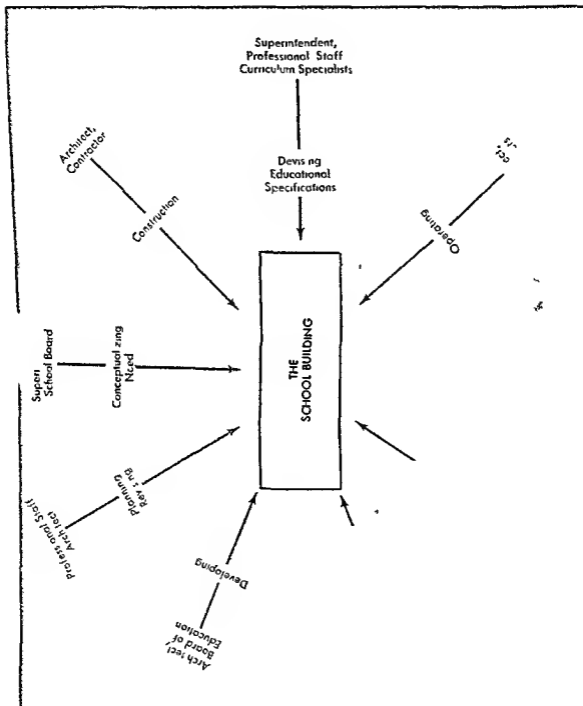 Superintendent,
Professional Staff
Curriculum Specialists
Devising
Educational
Specifications
Architect,
Contractor
Construction
Operating
THE
SCHOOL BUILDING
School Board
Conceptualizing
Need
Professional Staff
Architect
Planning
Revising
Developing
Architect,
Board of
Education